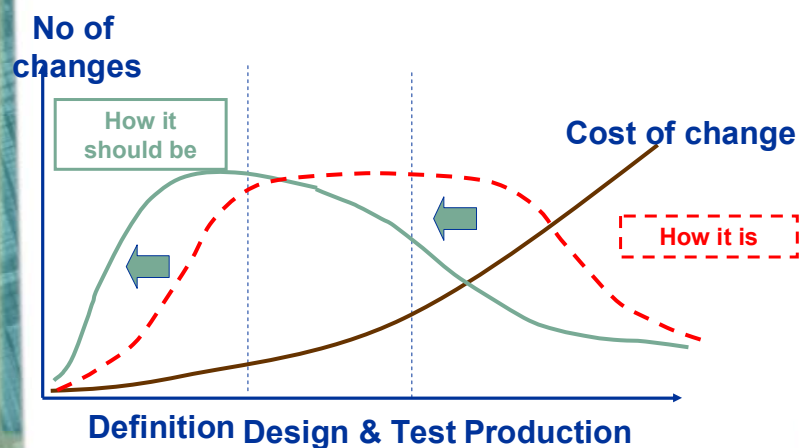 No of
changes
How it
should be
Cost of change
How it is
Definition Design & Test Production